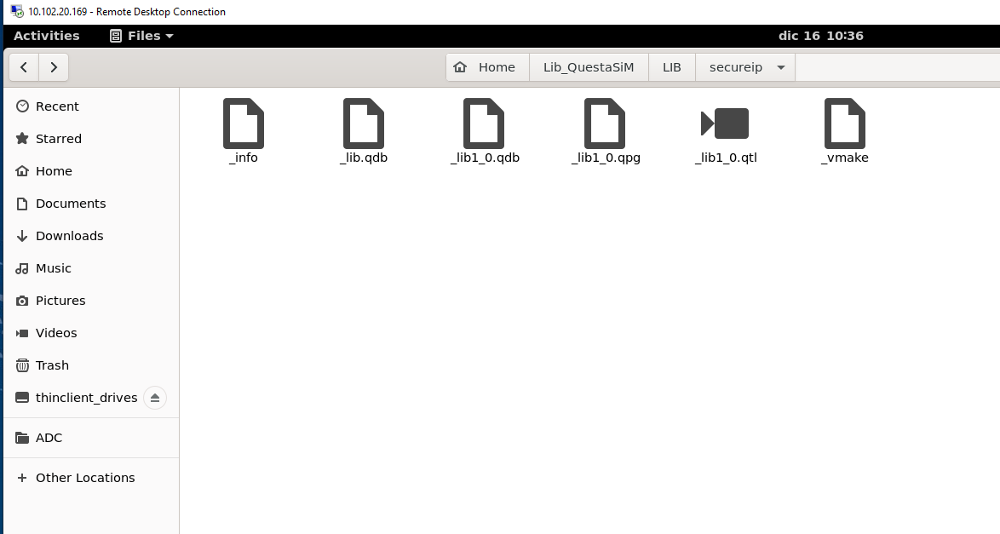 10.102.20.169 - Remote Desktop Connection
Activities Files dic 16 10:36
Home Lib_QuestaSiM LIB secureip
Recent
Starred
Home
Documents
Downloads
Music
Pictures
Videos
Trash
thinclient_drives
ADC
Other Locations
_info _lib.qdb _lib1_0.qdb _lib1_0.qpg _lib1_0.qtl _vmake